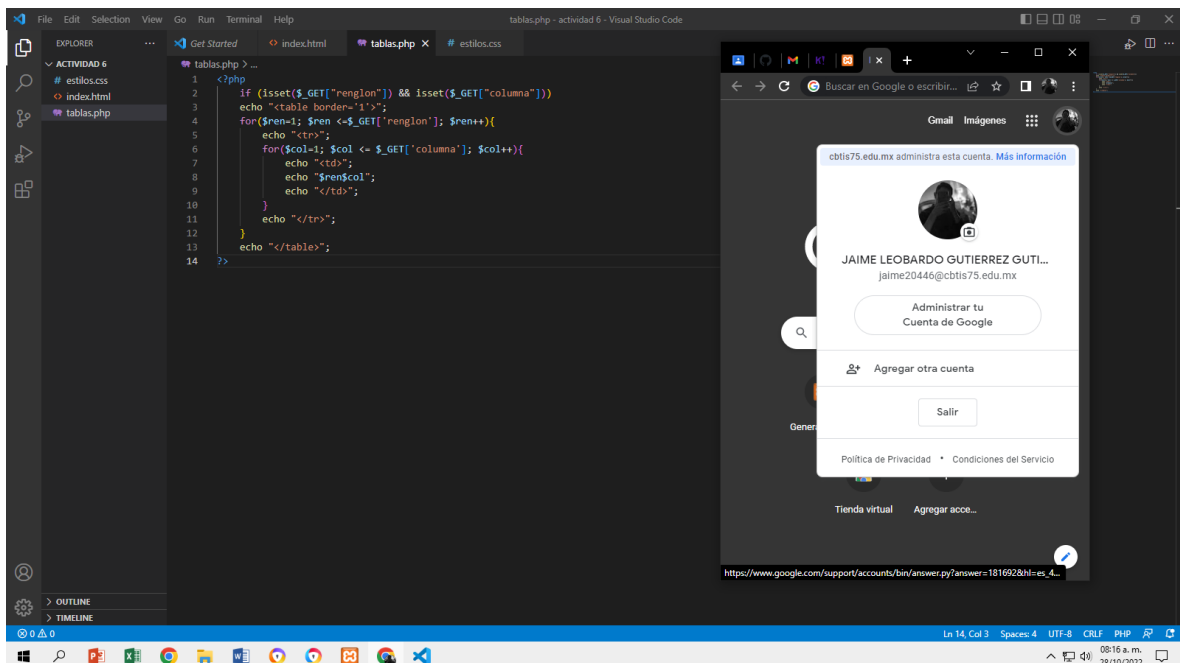 File Edit Selection View Go Run Terminal Help
tablas.php - actividad 6 - Visual Studio Code
EXPLORER
ACTIVIDAD 6
# estilos.css
index.html
tablas.php
OUTLINE
TIMELINE
Get Started
index.html
tablas.php
# estilos.css
tablas.php > ...
1 <?php
2 if (isset($_GET["renglon"]) && isset($_GET["columna"]))
3 echo "<table border='1'>";
4 for($ren=1; $ren <=$_GET['renglon']; $ren++){
5 echo "<tr>";
6 for($col=1; $col <= $_GET['columna']; $col++){
7 echo "<td>";
8 echo "$ren$col";
9 echo "</td>";
10 }
11 echo "</tr>";
12 }
13 echo "</table>";
14 ?>
Buscar en Google o escribir...
Gmail Imágenes
cbtis75.edu.mx administra esta cuenta. Más información
JAIME LEOBARDO GUTIERREZ GUTI...
jaime20446@cbtis75.edu.mx
Administrar tu
Cuenta de Google
Agregar otra cuenta
Salir
Política de Privacidad • Condiciones del Servicio
Tienda virtual
Agregar acce...
https://www.google.com/support/accounts/bin/answer.py?answer=181692&hl=es_4...
0 0
Ln 14, Col 3 Spaces: 4 UTF-8 CRLF PHP
08:16 a. m.
28/10/2022